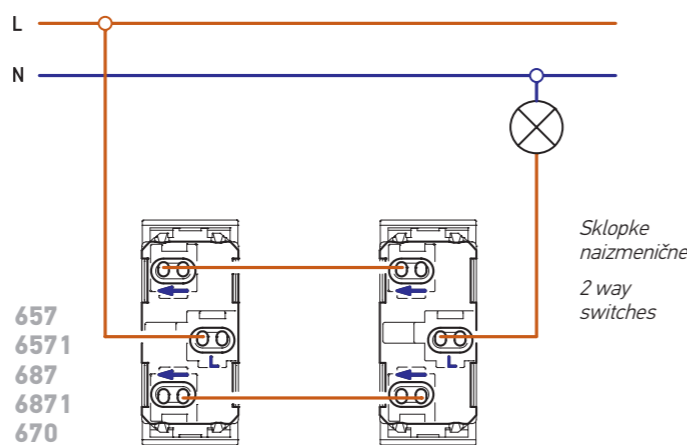 L
N
Sklopke
naizmenične
2 way
switches
657
6571
687
6871
670
L
L